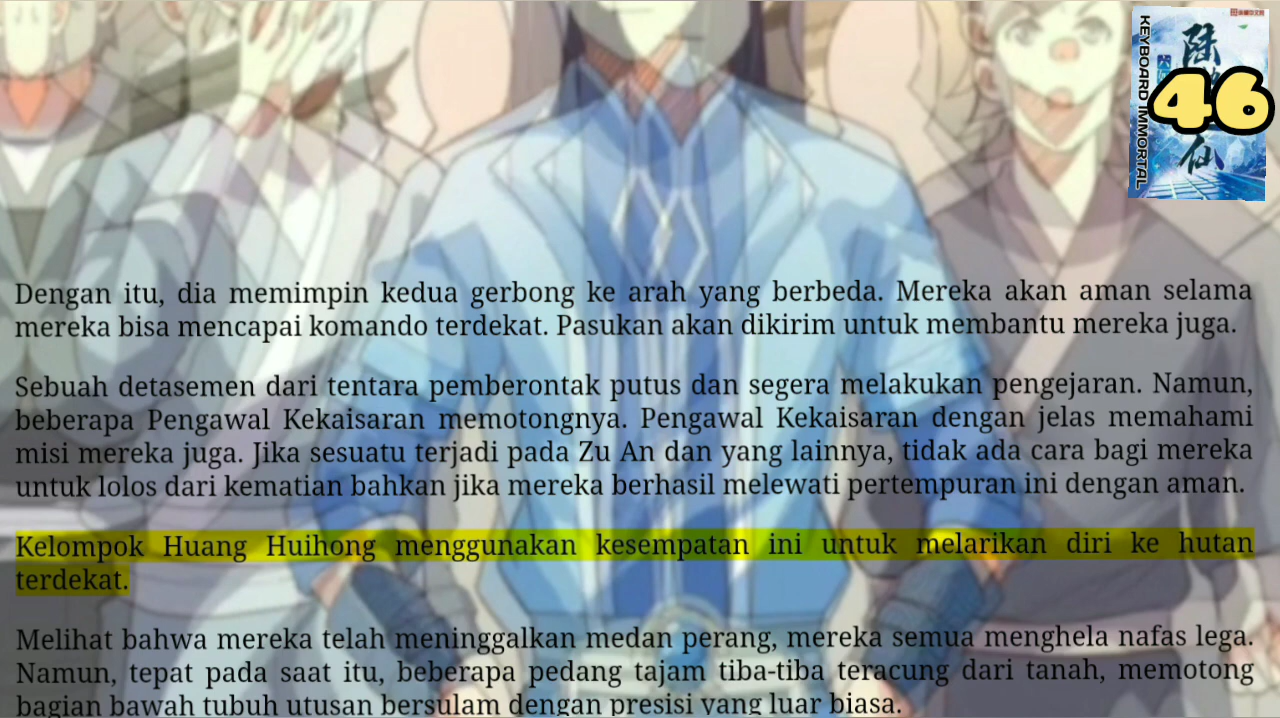 陆
仙
KEYBOARD IMMORTAL
46
Dengan itu, dia memimpin kedua gerbong ke arah yang berbeda. Mereka akan aman selama
mereka bisa mencapai komando terdekat. Pasukan akan dikirim untuk membantu mereka juga.
Sebuah detasemen dari tentara pemberontak putus dan segera melakukan pengejaran. Namun,
beberapa Pengawal Kekaisaran memotongnya. Pengawal Kekaisaran dengan jelas memahami
misi mereka juga. Jika sesuatu terjadi pada Zu An dan yang lainnya, tidak ada cara bagi mereka
untuk lolos dari kematian bahkan jika mereka berhasil melewati pertempuran ini dengan aman.
Kelompok Huang Huihong menggunakan kesempatan ini untuk melarikan diri ke hutan
terdekat.
Melihat bahwa mereka telah meninggalkan medan perang, mereka semua menghela nafas lega.
Namun, tepat pada saat itu, beberapa pedang tajam tiba-tiba teracung dari tanah, memotong
bagian bawah tubuh utusan bersulam dengan presisi yang luar biasa.